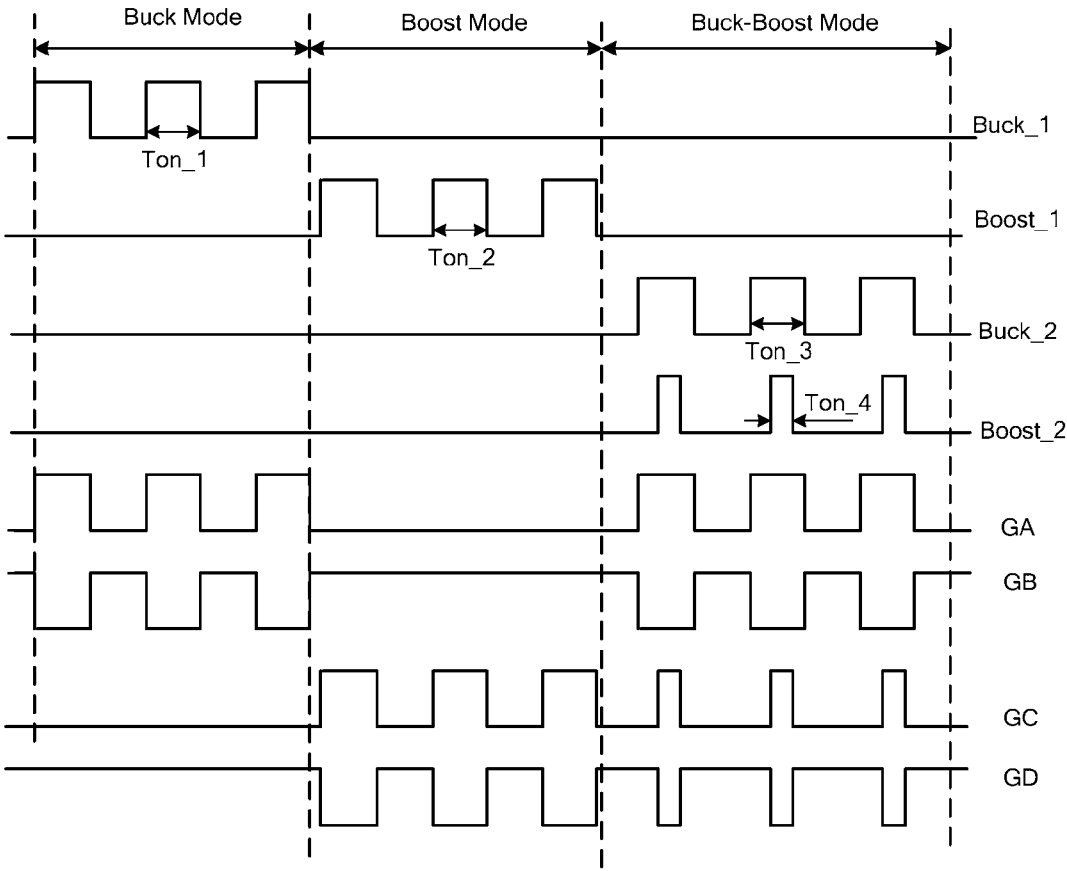 Buck Mode
Boost Mode
Buck-Boost Mode
Buck_1
Ton_1
Boost_1
Ton_2
Buck_2
Ton_3
Ton_4
Boost_2
GA
GB
GC
GD